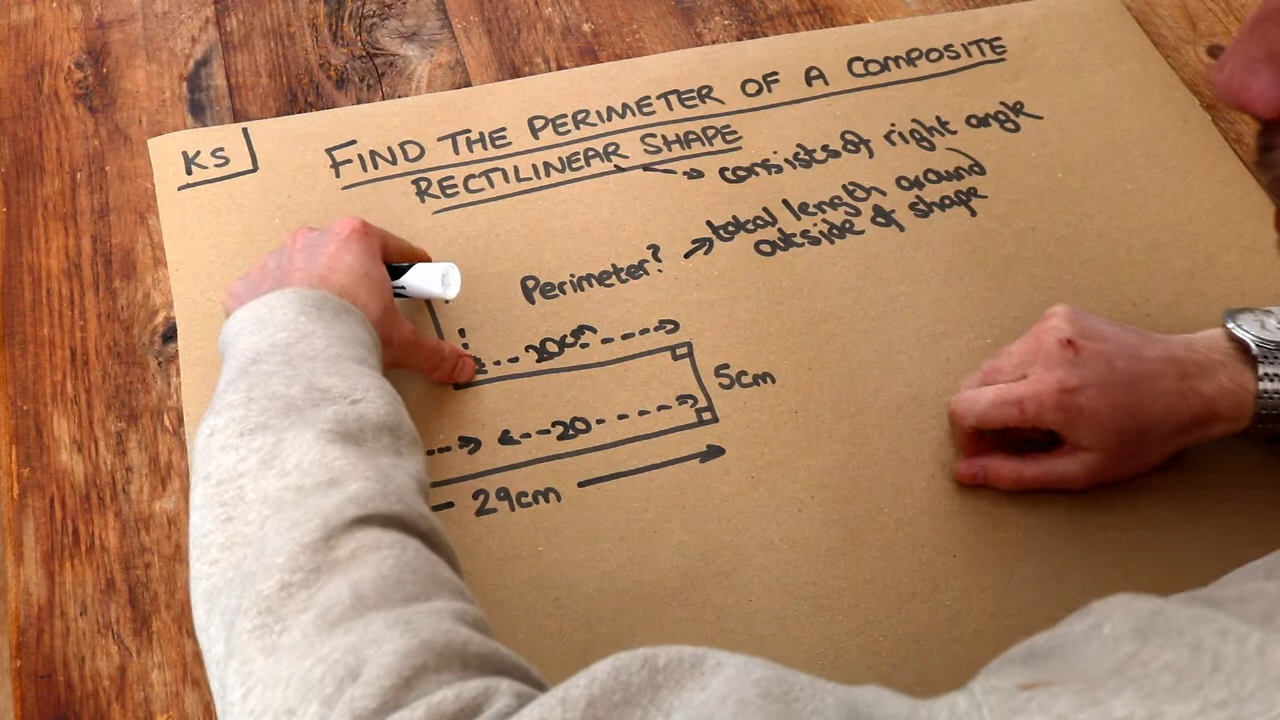 KS
FIND THE PERIMETER OF A COMPOSITE
RECTILINEAR SHAPE
consists of right angle
Perimeter? → total length around
outside of shape
20cm
5cm
20
29cm